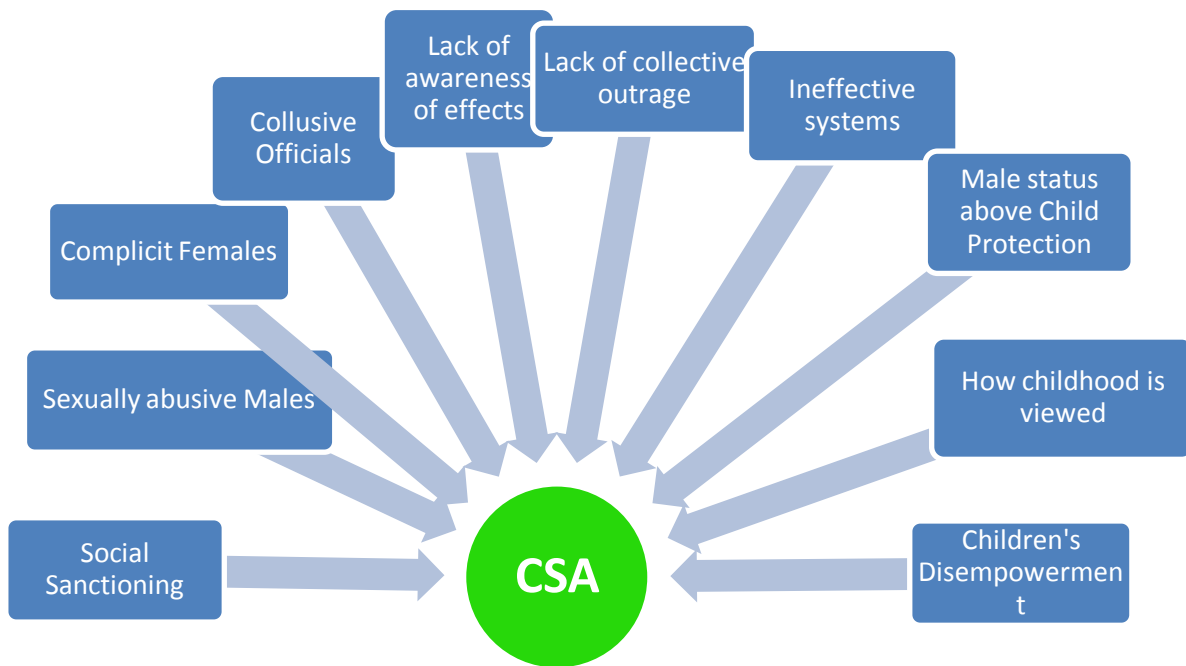 Lack of
awareness
of effects
Lack of collective
outrage
Ineffective
systems
Collusive
Officials
Male status
above Child
Protection
Complicit Females
How childhood is
viewed
Sexually abusive Males
Social
Sanctioning
CSA
Children's
Disempowermen
t